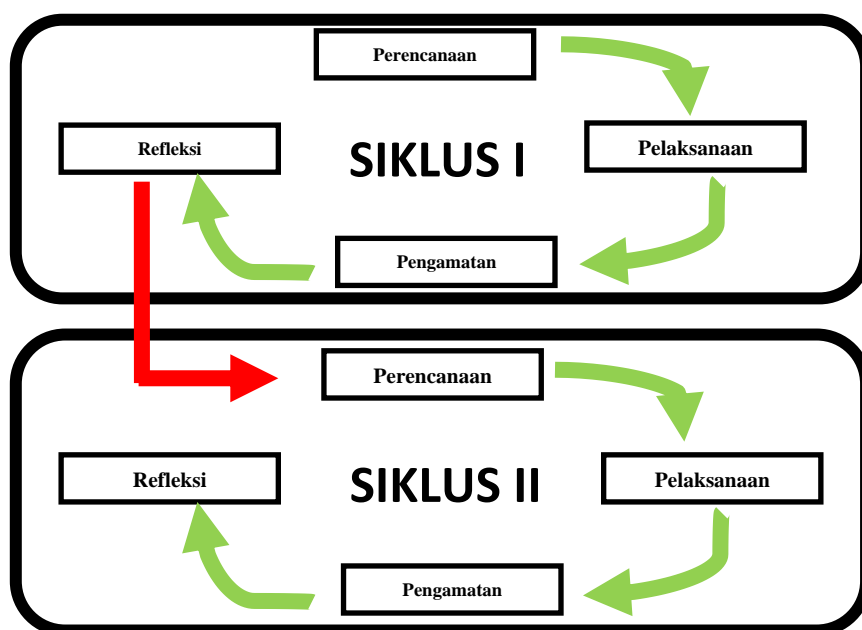 Perencanaan
Refleksi
SIKLUS I
Pelaksanaan
Pengamatan
Perencanaan
Refleksi
SIKLUS II
Pelaksanaan
Pengamatan